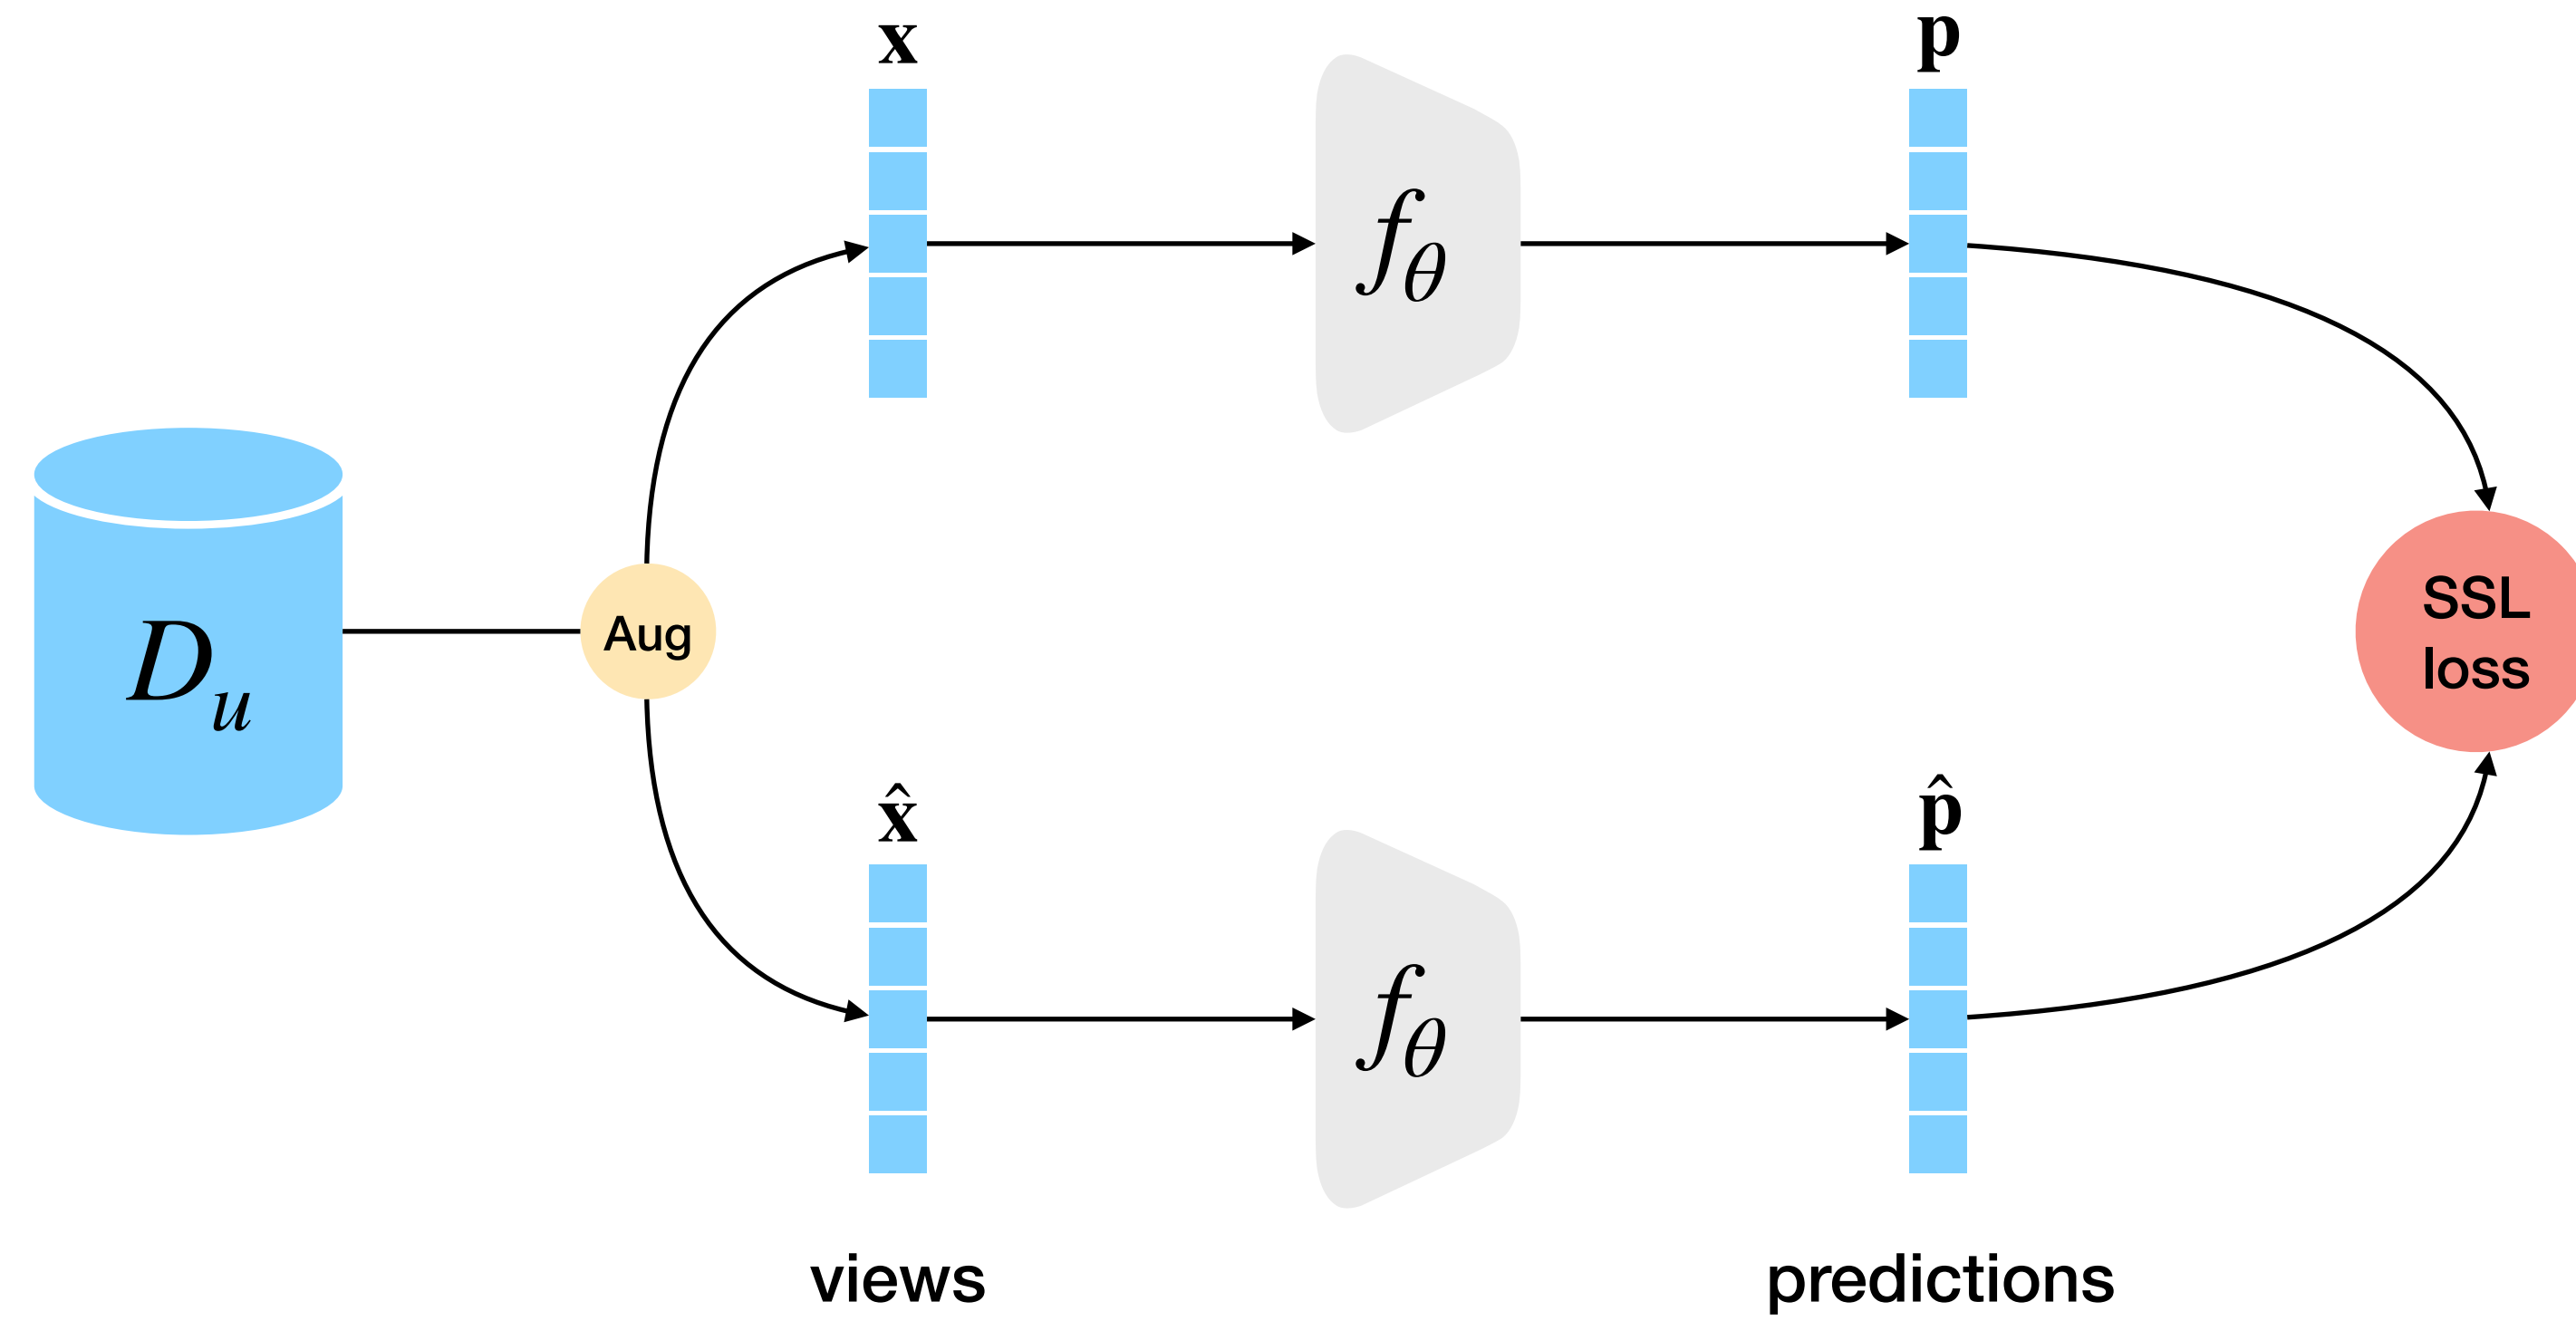 x
p
f_θ
D_u
Aug
SSL
loss
x̂
p̂
f_θ
views
predictions